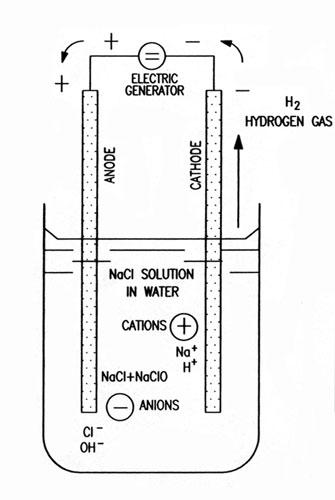 + −
ELECTRIC
GENERATOR
+ −
H2
HYDROGEN GAS
ANODE
CATHODE
NaCl SOLUTION
IN WATER
CATIONS +
Na+
H+
NaCl+NaClO
− ANIONS
Cl−
OH−